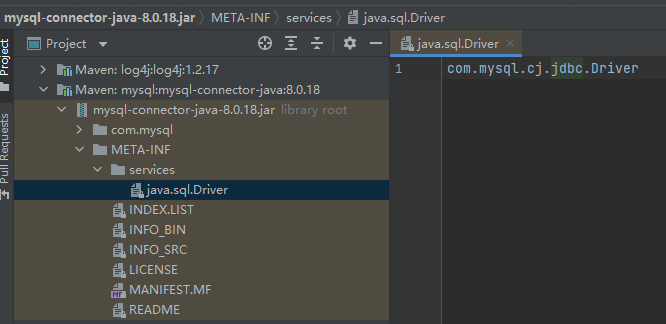 mysql-connector-java-8.0.18.jar META-INF services java.sql.Driver
Project
java.sql.Driver
Maven: log4j:log4j:1.2.17
Maven: mysql:mysql-connector-java:8.0.18
mysql-connector-java-8.0.18.jar library root
com.mysql
META-INF
services
java.sql.Driver
INDEX.LIST
INFO_BIN
INFO_SRC
LICENSE
MF MANIFEST.MF
README
1 com.mysql.cj.jdbc.Driver
Project
Pull Requests